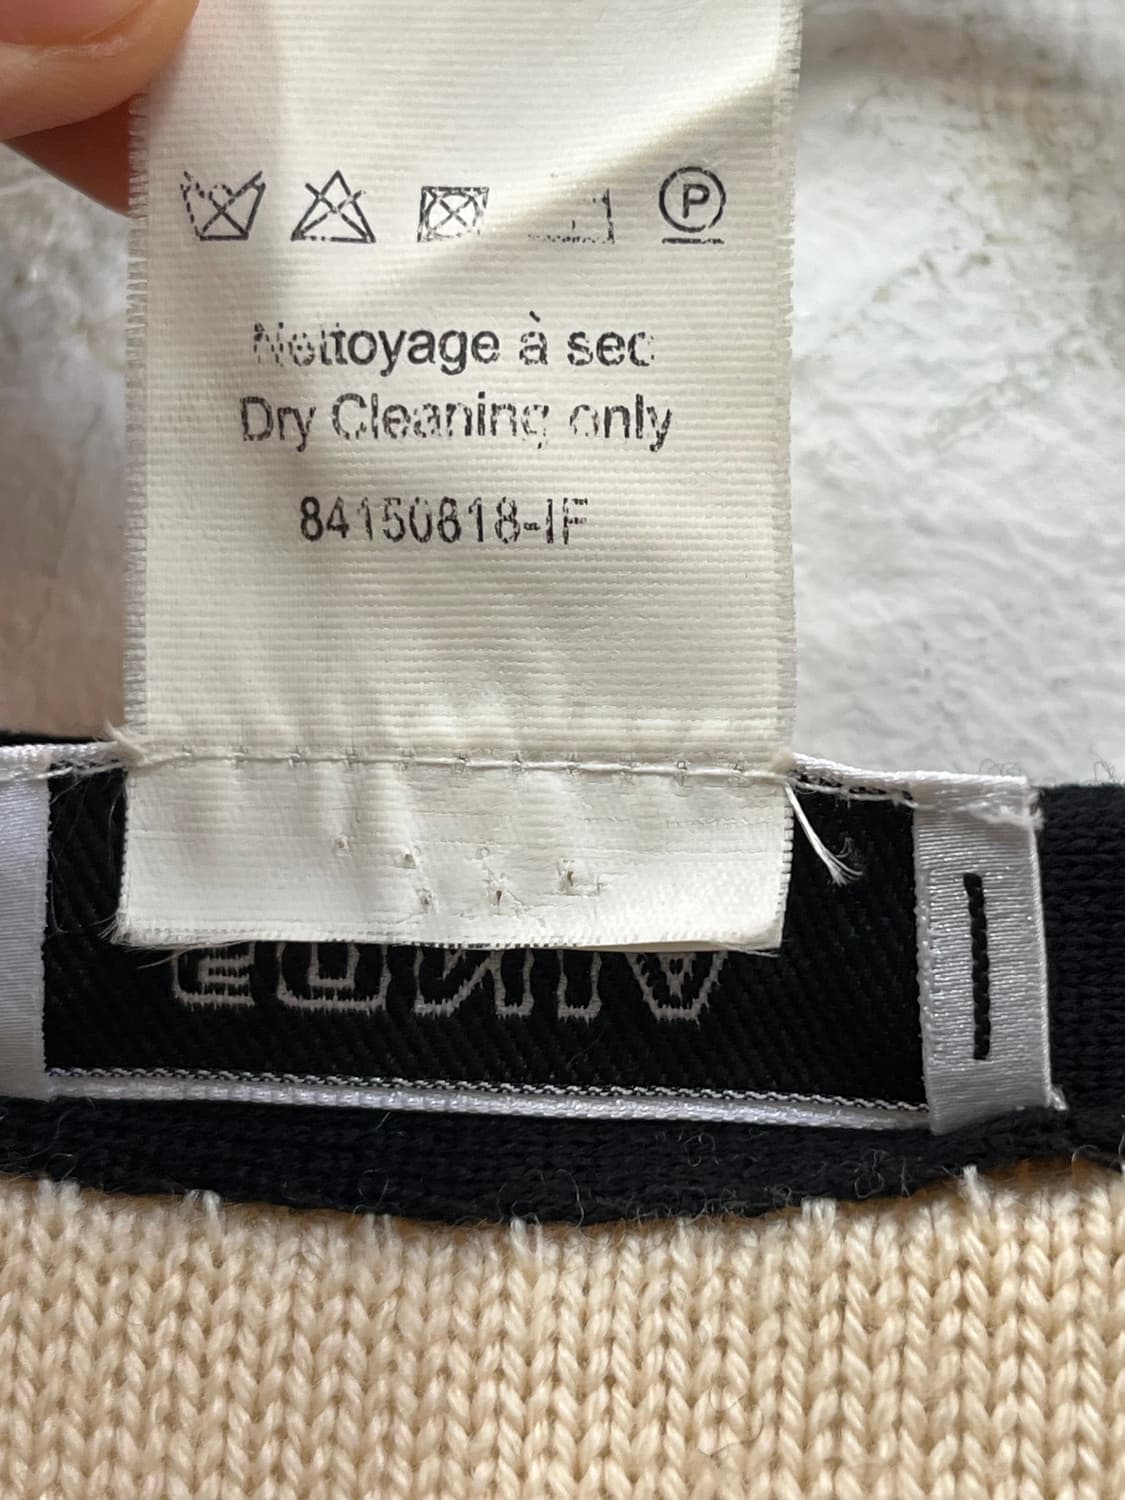 P
Nettoyage à sec
Dry Cleaning only
84150818-IF